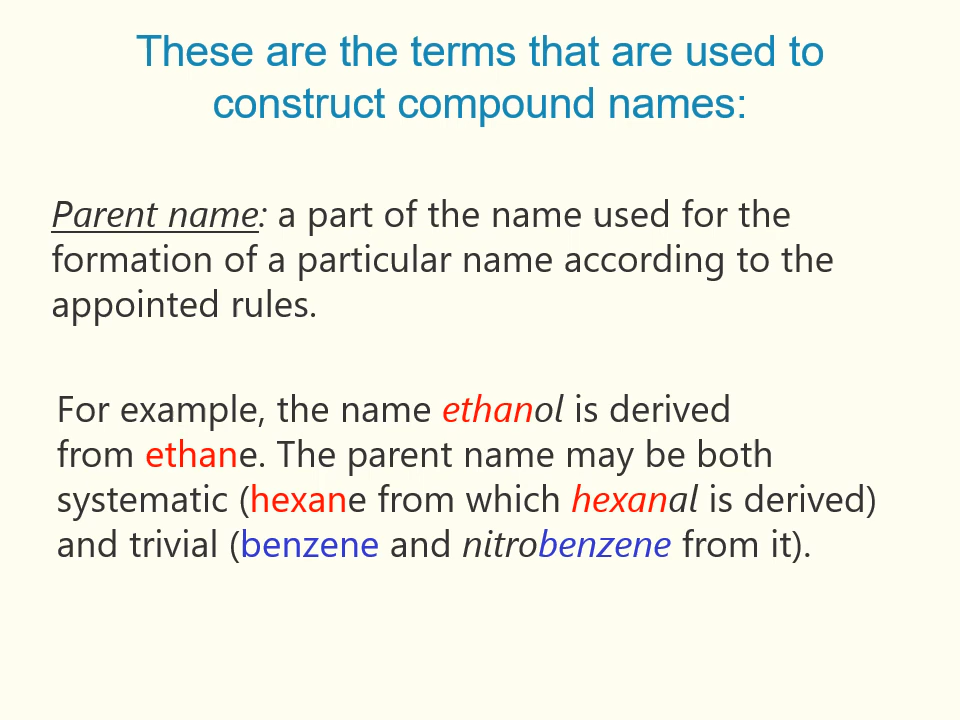 These are the terms that are used to
construct compound names:
Parent name: a part of the name used for the
formation of a particular name according to the
appointed rules.
For example, the name ethanol is derived
from ethane. The parent name may be both
systematic (hexane from which hexanal is derived)
and trivial (benzene and nitrobenzene from it).